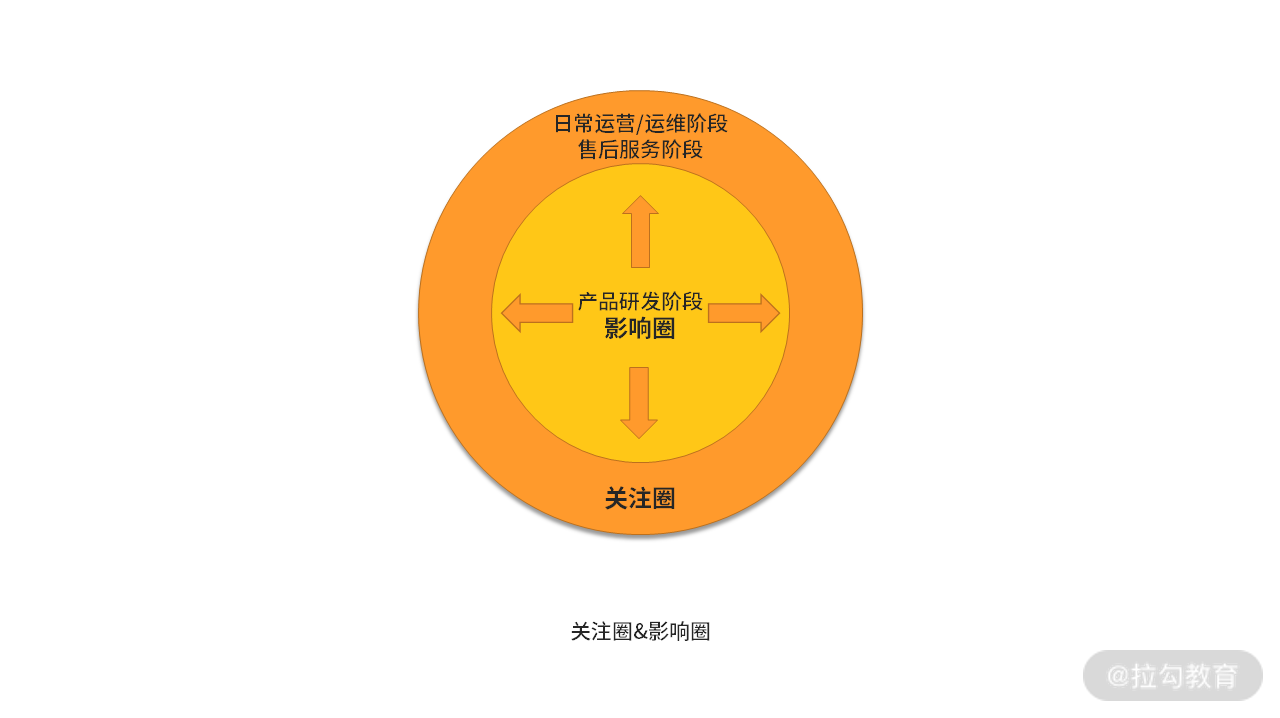 日常运营/运维阶段
售后服务阶段
产品研发阶段
影响圈
关注圈
关注圈&影响圈
@拉勾教育